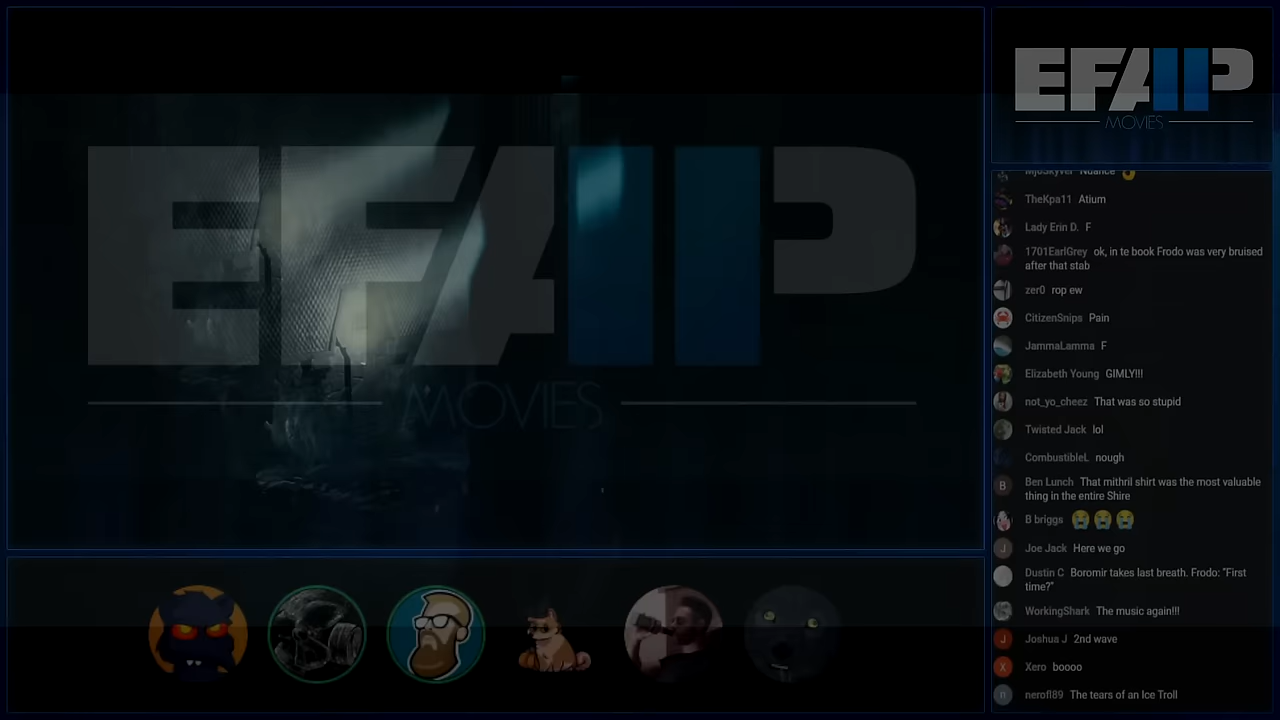 EFAP
MOVIES
EFAP
MOVIES
MjoSkyver Nuance
TheKpa11 Atium
Lady Erin D. F
1701EarlGrey ok, in te book Frodo was very bruised
after that stab
zer0 rop ew
CitizenSnips Pain
JammaLamma F
Elizabeth Young GIMLY!!!
not_yo_cheez That was so stupid
Twisted Jack lol
CombustibleL nough
B
Ben Lunch That mithril shirt was the most valuable
thing in the entire Shire
B briggs 😭😭😭
J
Joe Jack Here we go
Dustin C Boromir takes last breath. Frodo: "First
time?"
WorkingShark The music again!!!
J
Joshua J 2nd wave
X
Xero boooo
n
nerofl89 The tears of an Ice Troll